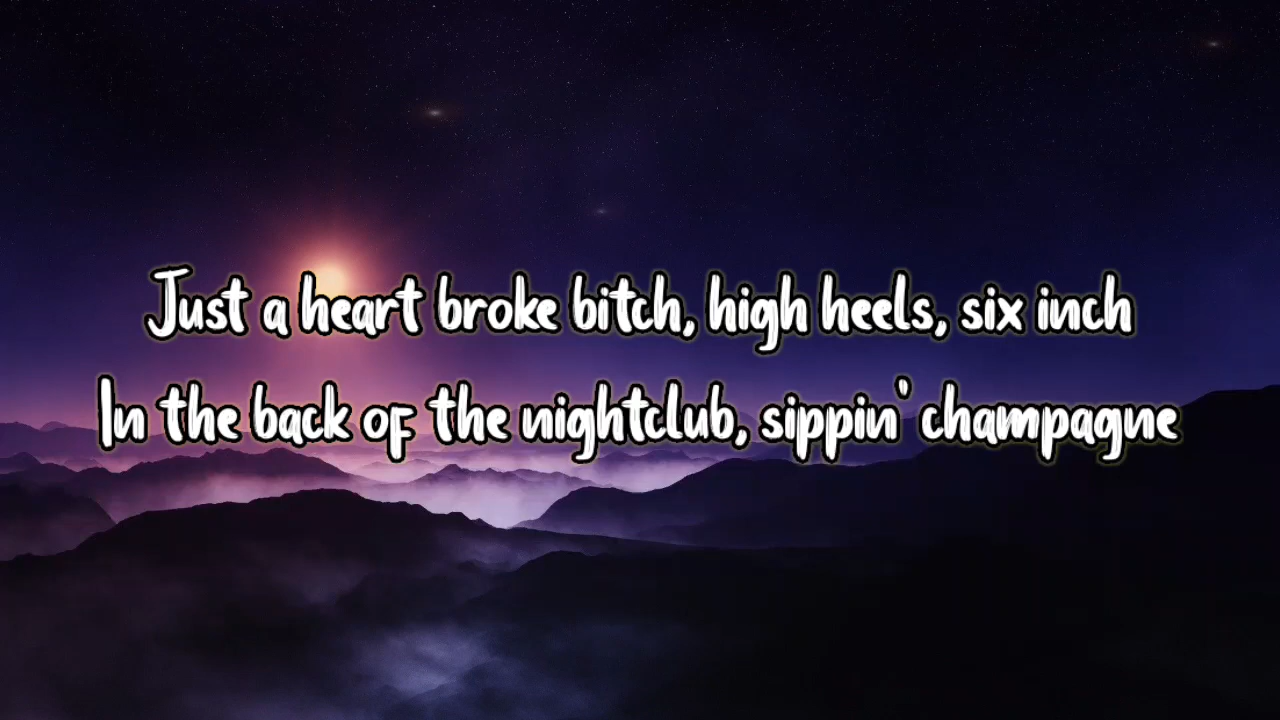 Just a heart broke bitch, high heels, six inch
In the back of the nightclub, sippin' champagne